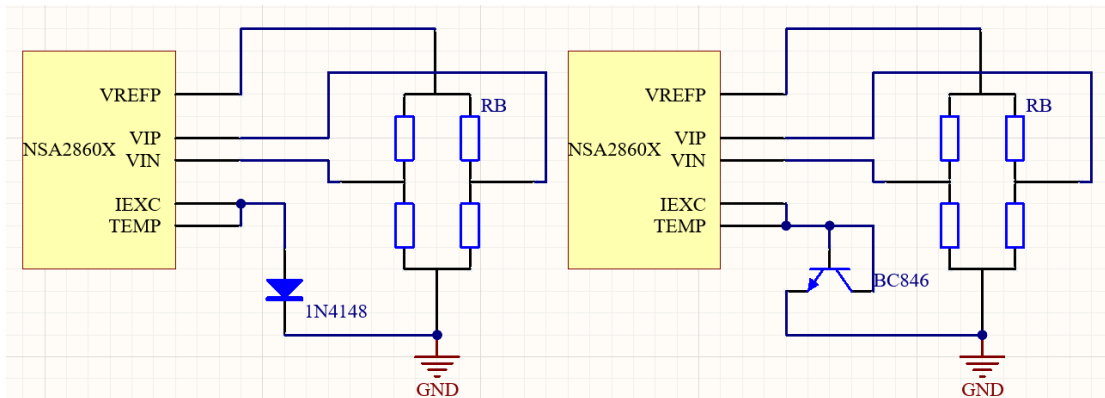 VREFP
RB
VIP
NSA2860X
VIN
IEXC
TEMP
1N4148
GND
VREFP
RB
VIP
NSA2860X
VIN
IEXC
TEMP
BC846
GND